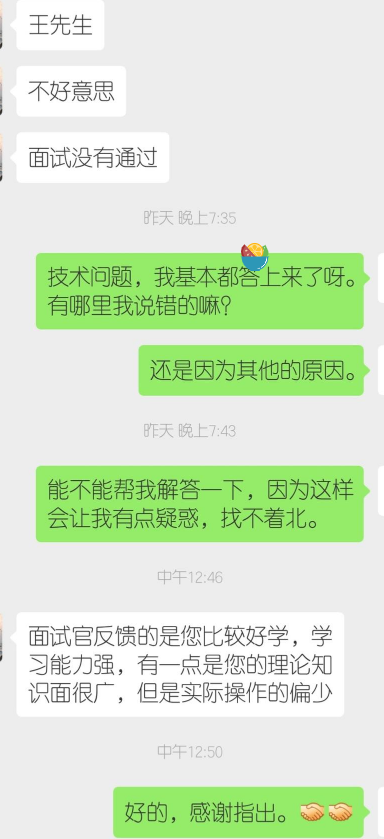 王先生
不好意思
面试没有通过
昨天 晚上7:35
技术问题，我基本都答上来了呀。
有哪里我说错的嘛？
还是因为其他的原因。
昨天 晚上7:43
能不能帮我解答一下，因为这样
会让我有点疑惑，找不着北。
中午12:46
面试官反馈的是您比较好学，学
习能力强，有一点是您的理论知
识面很广，但是实际操作的偏少
中午12:50
好的，感谢指出。🤝🤝